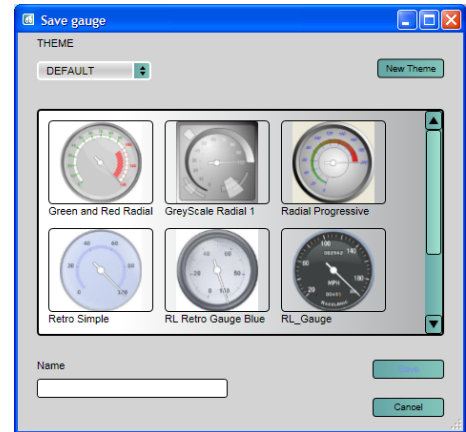 Save gauge
THEME
DEFAULT
New Theme
Green and Red Radial
GreyScale Radial 1
Radial Progressive
Retro Simple
RL Retro Gauge Blue
RL_Gauge
MPH
Name
Save
Cancel